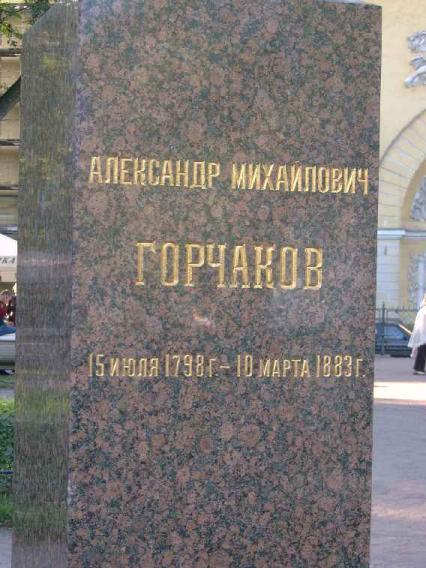 АЛЕКСАНДР МИХАЙЛОВИЧ
ГОРЧАКОВ
15 ИЮЛЯ 1798 Г. – 10 МАРТА 1883 Г.